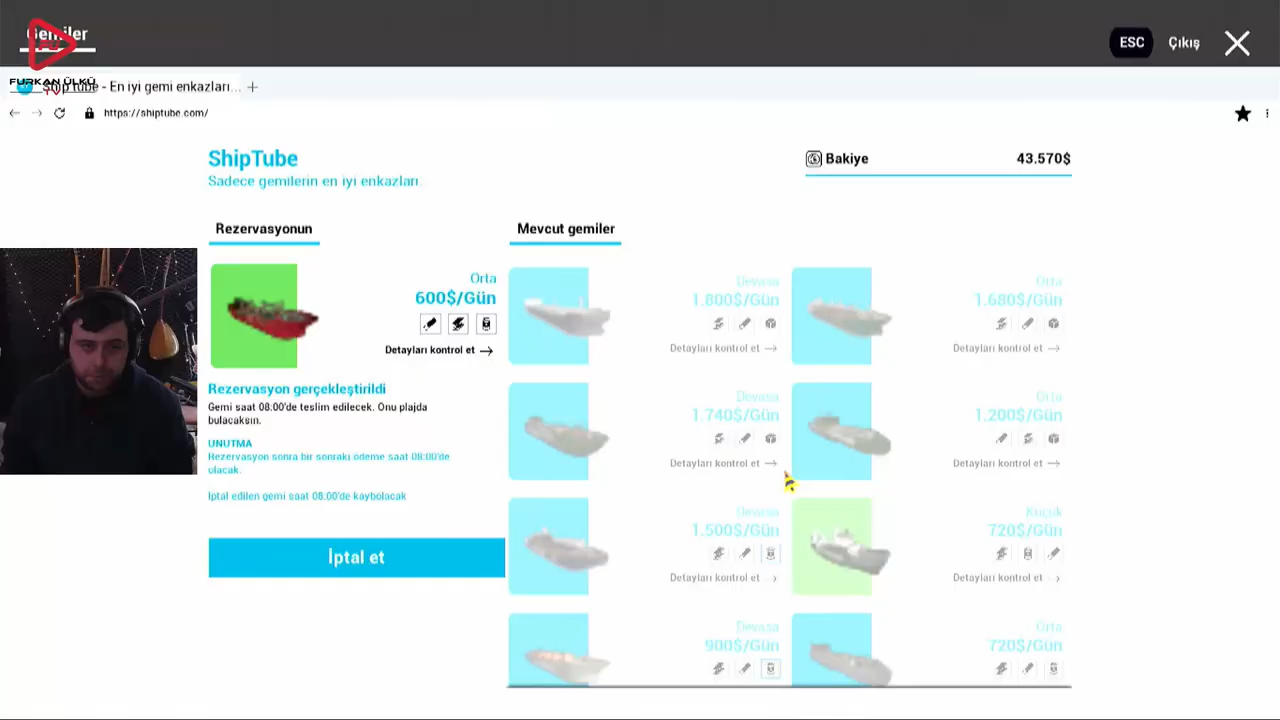 Gemiler
ESC Çıkış
FURKAN ÜLKÜ
TV
Ship tube - En iyi gemi enkazları...
https://shiptube.com/
ShipTube
Sadece gemilerin en iyi enkazları.
Bakiye 43.570$
Rezervasyonun
Mevcut gemiler
Orta
600$/Gün
Detayları kontrol et
Rezervasyon gerçekleştirildi
Gemi saat 08:00'de teslim edilecek. Onu plajda
bulacaksın.
UNUTMA
Rezervasyon sonra bir sonraki ödeme saat 08:00'de
olacak.
İptal edilen gemi saat 08:00'de kaybolacak
İptal et
Devasa
1.800$/Gün
Detayları kontrol et
Orta
1.680$/Gün
Detayları kontrol et
Devasa
1.740$/Gün
Detayları kontrol et
Orta
1.200$/Gün
Detayları kontrol et
Devasa
1.500$/Gün
Detayları kontrol et
Küçük
720$/Gün
Detayları kontrol et
Devasa
900$/Gün
Orta
720$/Gün